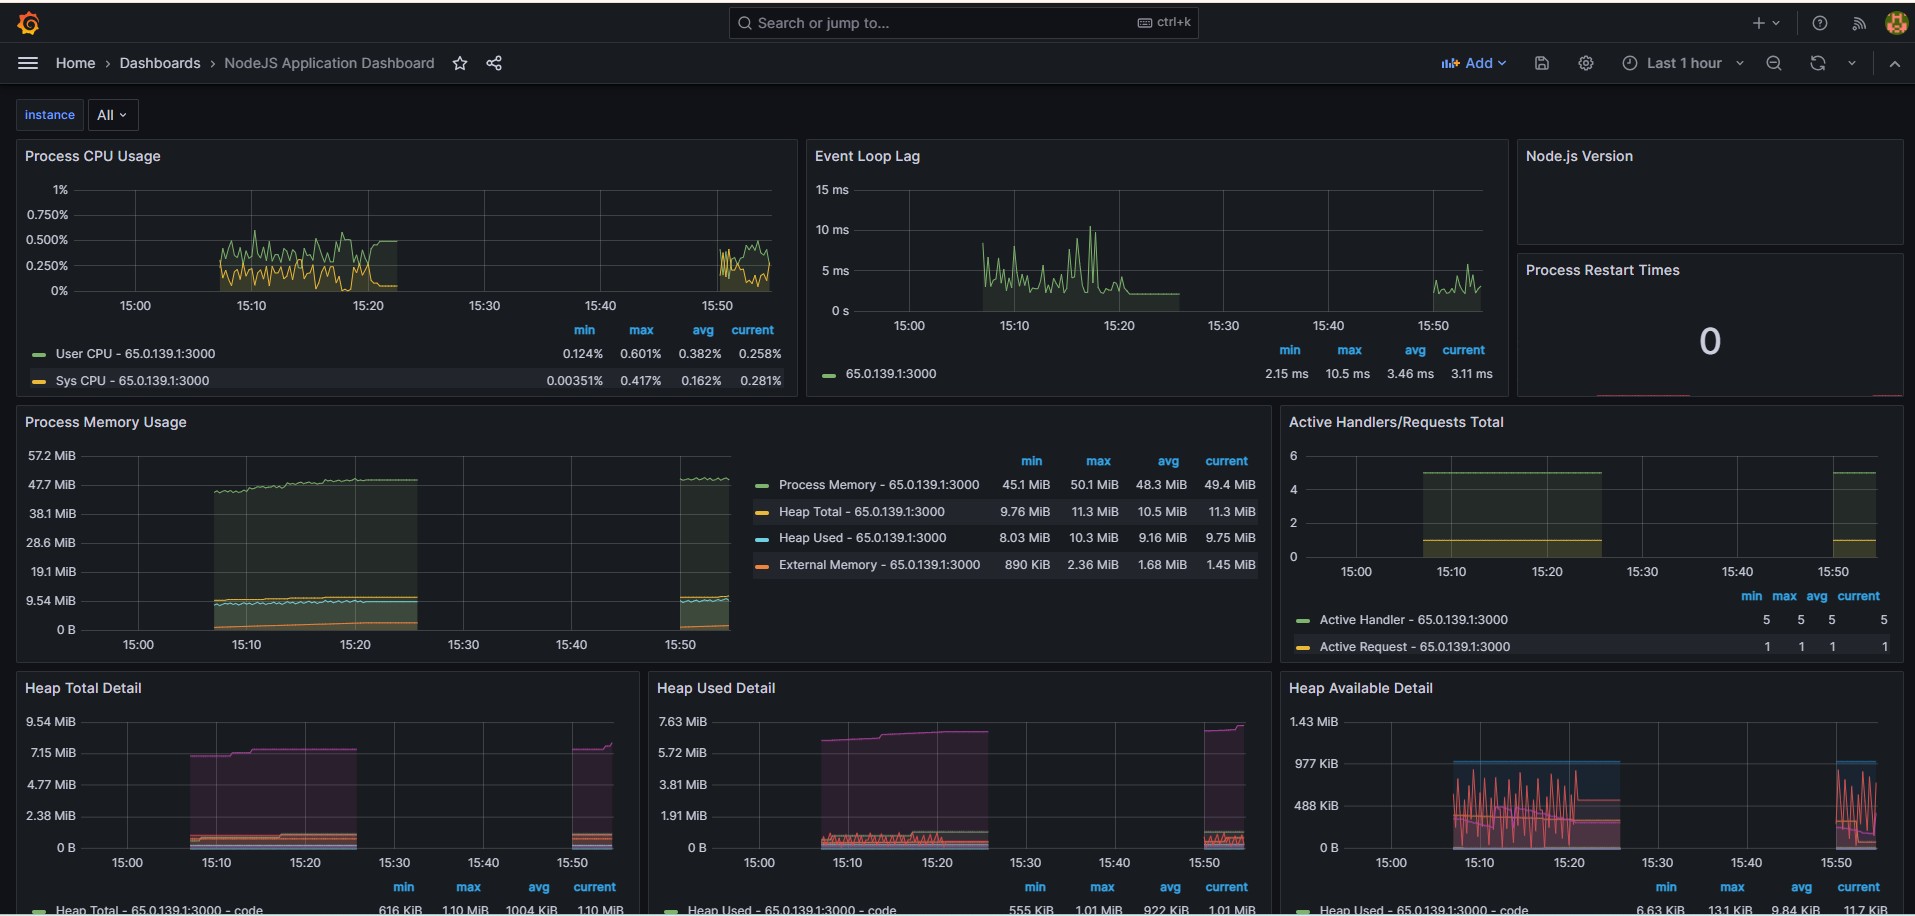 Search or jump to... ctrl+k
Home › Dashboards › NodeJS Application Dashboard
Add
Last 1 hour
instance All
Process CPU Usage
1%
0.750%
0.500%
0.250%
0%
15:00 15:10 15:20 15:30 15:40 15:50
min max avg current
User CPU - 65.0.139.1:3000 0.124% 0.601% 0.382% 0.258%
Sys CPU - 65.0.139.1:3000 0.00351% 0.417% 0.162% 0.281%
Event Loop Lag
15 ms
10 ms
5 ms
0 s
15:00 15:10 15:20 15:30 15:40 15:50
min max avg current
65.0.139.1:3000 2.15 ms 10.5 ms 3.46 ms 3.11 ms
Node.js Version
Process Restart Times
0
Process Memory Usage
57.2 MiB
47.7 MiB
38.1 MiB
28.6 MiB
19.1 MiB
9.54 MiB
0 B
15:00 15:10 15:20 15:30 15:40 15:50
min max avg current
Process Memory - 65.0.139.1:3000 45.1 MiB 50.1 MiB 48.3 MiB 49.4 MiB
Heap Total - 65.0.139.1:3000 9.76 MiB 11.3 MiB 10.5 MiB 11.3 MiB
Heap Used - 65.0.139.1:3000 8.03 MiB 10.3 MiB 9.16 MiB 9.75 MiB
External Memory - 65.0.139.1:3000 890 KiB 2.36 MiB 1.68 MiB 1.45 MiB
Active Handlers/Requests Total
6
4
2
0
15:00 15:10 15:20 15:30 15:40 15:50
min max avg current
Active Handler - 65.0.139.1:3000 5 5 5 5
Active Request - 65.0.139.1:3000 1 1 1 1
Heap Total Detail
9.54 MiB
7.15 MiB
4.77 MiB
2.38 MiB
0 B
15:00 15:10 15:20 15:30 15:40 15:50
min max avg current
Heap Total - 65.0.139.1:3000 - code 616 KiB 1.10 MiB 1004 KiB 1.10 MiB
Heap Used Detail
7.63 MiB
5.72 MiB
3.81 MiB
1.91 MiB
0 B
15:00 15:10 15:20 15:30 15:40 15:50
min max avg current
Heap Used - 65.0.139.1:3000 - code 555 KiB 1.01 MiB 922 KiB 1.01 MiB
Heap Available Detail
1.43 MiB
977 KiB
488 KiB
0 B
15:00 15:10 15:20 15:30 15:40 15:50
min max avg current
Heap Used - 65.0.139.1:3000 - code 6.63 KiB 13.1 KiB 9.84 KiB 11.7 KiB